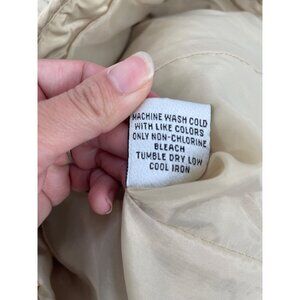 MACHINE WASH COLD
WITH LIKE COLORS
ONLY NON-CHLORINE
BLEACH
TUMBLE DRY LOW
COOL IRON